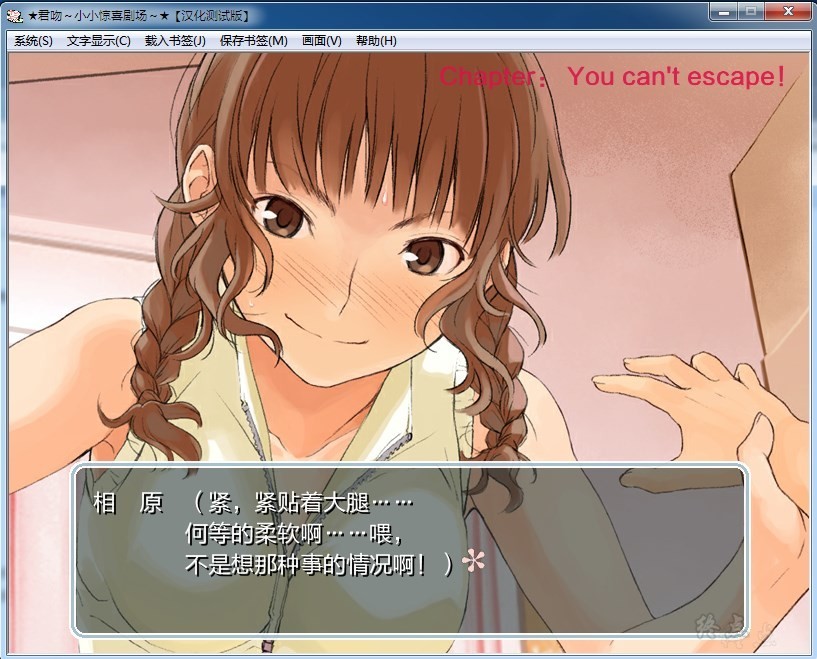 ★君吻～小小惊喜剧场～★【汉化测试版】
系统(S) 文字显示(C) 载入书签(J) 保存书签(M) 画面(V) 帮助(H)
Chapter： You can't escape！
相　原　（紧，紧贴着大腿……
何等的柔软啊……喂，
不是想那种事的情况啊！）